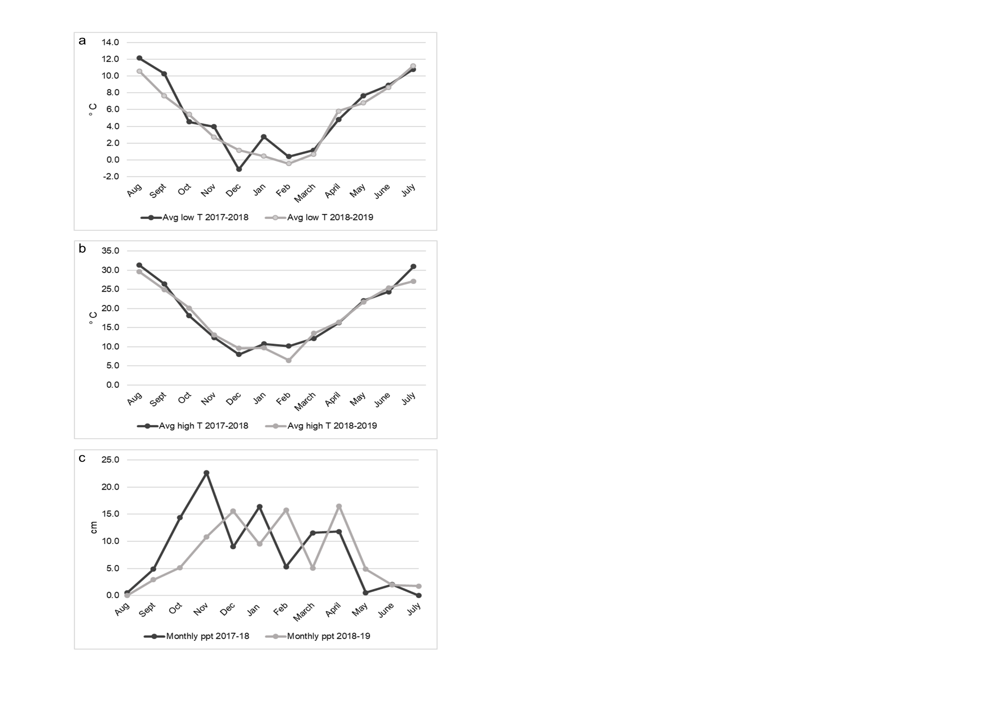 a
14.0
12.0
10.0
8.0
6.0
4.0
2.0
0.0
-2.0
° C
Aug Sept Oct Nov Dec Jan Feb March April May June July
Avg low T 2017-2018 Avg low T 2018-2019
b
35.0
30.0
25.0
20.0
15.0
10.0
5.0
0.0
° C
Aug Sept Oct Nov Dec Jan Feb March April May June July
Avg high T 2017-2018 Avg high T 2018-2019
c
25.0
20.0
15.0
10.0
5.0
0.0
cm
Aug Sept Oct Nov Dec Jan Feb March April May June July
Monthly ppt 2017-18 Monthly ppt 2018-19